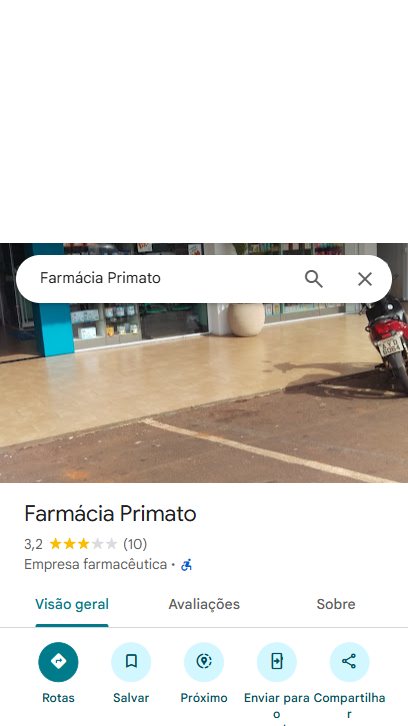 Farmácia Primato
Farmácia Primato
3,2 (10)
Empresa farmacêutica ·
Visão geral
Avaliações
Sobre
Rotas
Salvar
Próximo
Enviar para o
Compartilhar